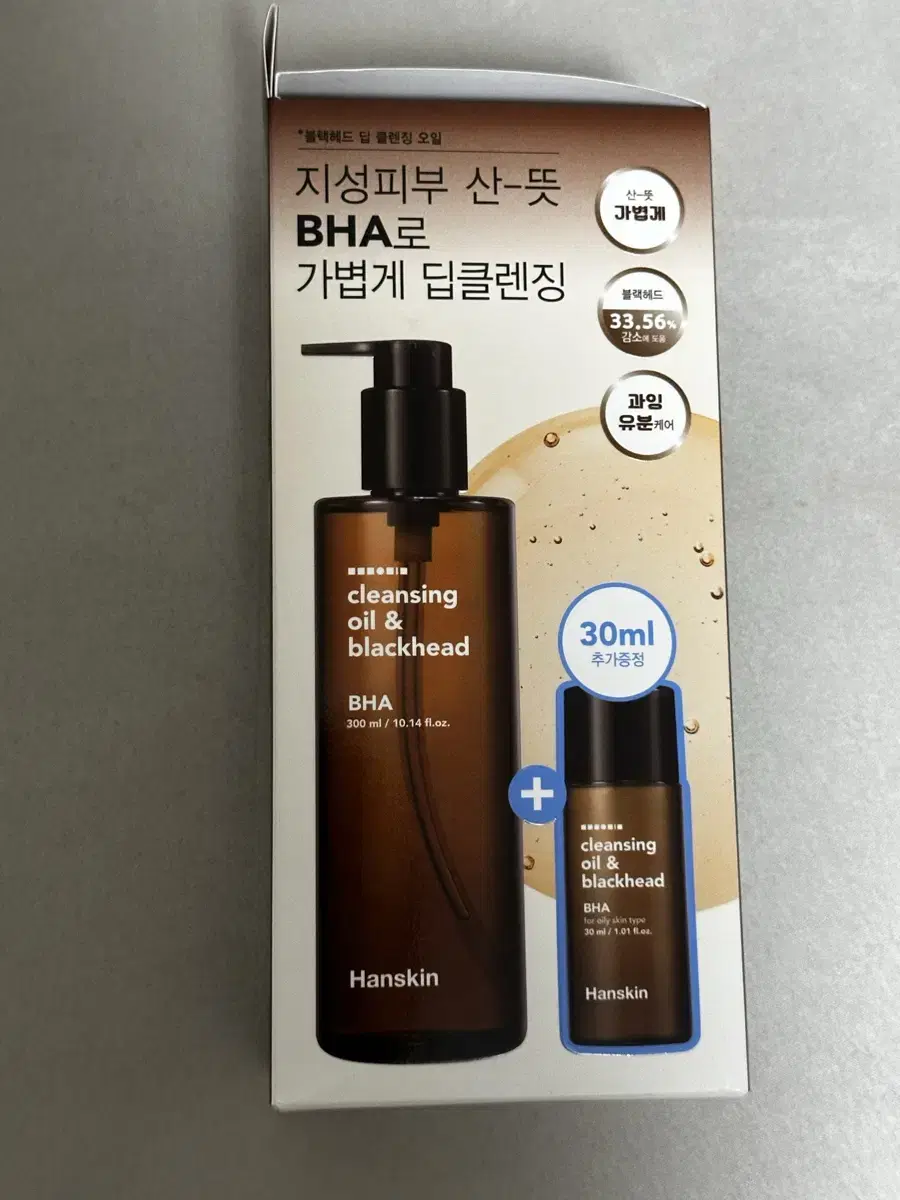 *블랙헤드 딥 클렌징 오일
지성피부 산-뜻
BHA로
가볍게 딥클렌징
산-뜻
가볍게
블랙헤드
33.56%
감소에 도움
과잉
유분케어
cleansing
oil &
blackhead
BHA
300 ml / 10.14 fl.oz.
Hanskin
30ml
추가증정
+
cleansing
oil &
blackhead
BHA
for oily skin type
30 ml / 1.01 fl.oz.
Hanskin